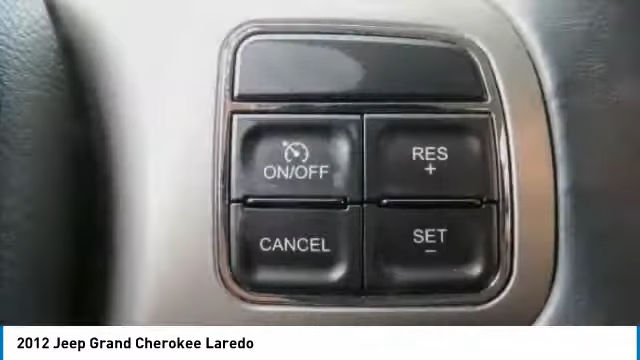 ON/OFF
RES
+
CANCEL
SET
–
2012 Jeep Grand Cherokee Laredo